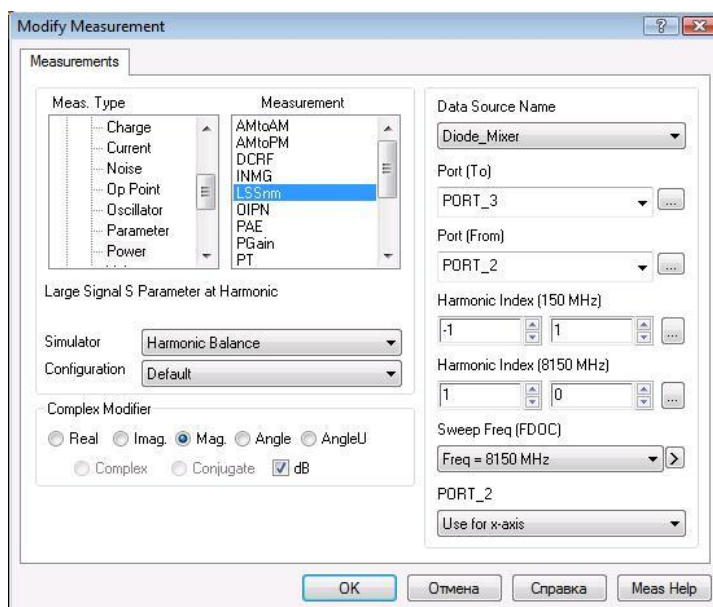 Modify Measurement
Measurements
Meas. Type
Charge
Current
Noise
Op Point
Oscillator
Parameter
Power
Measurement
AMtoAM
AMtoPM
DCRF
INMG
LSSnm
OIPN
PAE
PGain
PT
Large Signal S Parameter at Harmonic
Simulator Harmonic Balance
Configuration Default
Complex Modifier
Real Imag. Mag. Angle AngleU
Complex Conjugate dB
Data Source Name
Diode_Mixer
Port (To)
PORT_3 ...
Port (From)
PORT_2 ...
Harmonic Index (150 MHz)
-1 1 ...
Harmonic Index (8150 MHz)
1 0 ...
Sweep Freq (FDOC)
Freq = 8150 MHz >
PORT_2
Use for x-axis
OK Отмена Справка Meas Help